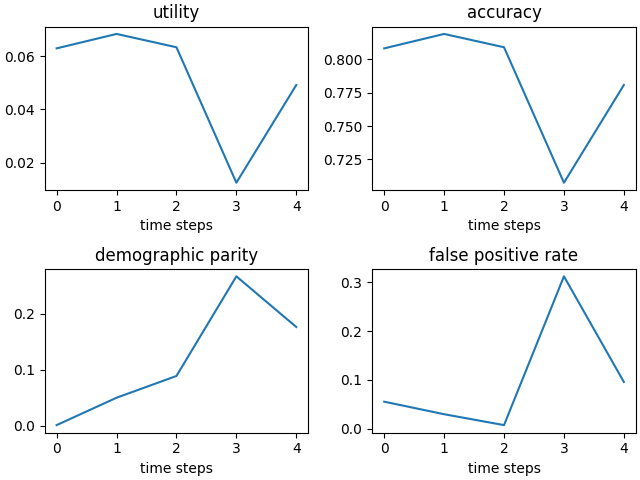 utility
0.06
0.04
0.02
0 1 2 3 4
time steps
accuracy
0.800
0.775
0.750
0.725
0 1 2 3 4
time steps
demographic parity
0.2
0.1
0.0
0 1 2 3 4
time steps
false positive rate
0.3
0.2
0.1
0.0
0 1 2 3 4
time steps